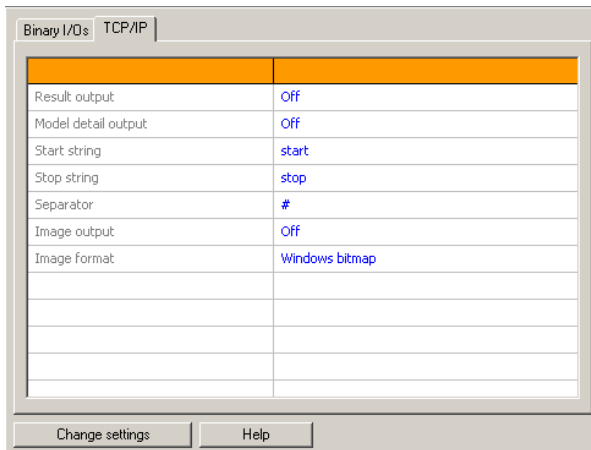 Binary I/Os TCP/IP
Result output Off
Model detail output Off
Start string start
Stop string stop
Separator #
Image output Off
Image format Windows bitmap
Change settings Help